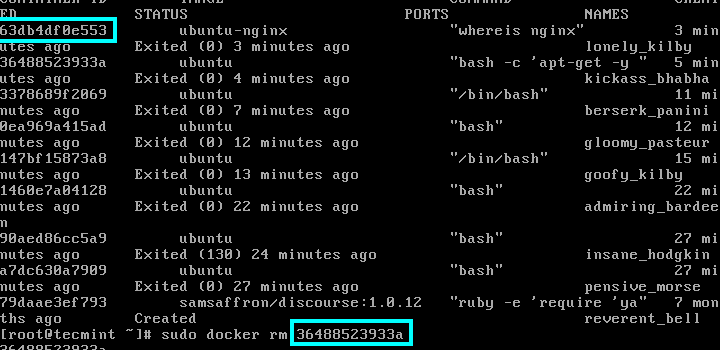 ED STATUS PORTS NAMES
63db4df0e553 ubuntu-nginx "whereis nginx" 3 min
utes ago Exited (0) 3 minutes ago lonely_kilby
36488523933a ubuntu "bash -c 'apt-get -y " 5 min
utes ago Exited (0) 4 minutes ago kickass_bhabha
3378689f2069 ubuntu "/bin/bash" 11 mi
nutes ago Exited (0) 7 minutes ago berserk_panini
0ea969a415ad ubuntu "bash" 12 mi
nutes ago Exited (0) 12 minutes ago gloomy_pasteur
147bf15873a8 ubuntu "/bin/bash" 15 mi
nutes ago Exited (0) 13 minutes ago goofy_kilby
1460e7a04128 ubuntu "bash" 22 mi
nutes ago Exited (0) 22 minutes ago admiring_bardee
n
90aed86cc5a9 ubuntu "bash" 27 mi
nutes ago Exited (130) 24 minutes ago insane_hodgkin
a7dc630a7909 ubuntu "bash" 27 mi
nutes ago Exited (0) 27 minutes ago pensive_morse
79daae3ef793 samsaffron/discourse:1.0.12 "ruby -e 'require 'ya" 7 mon
ths ago Created reverent_bell
[root@tecmint ~]# sudo docker rm 36488523933a
36488523933a